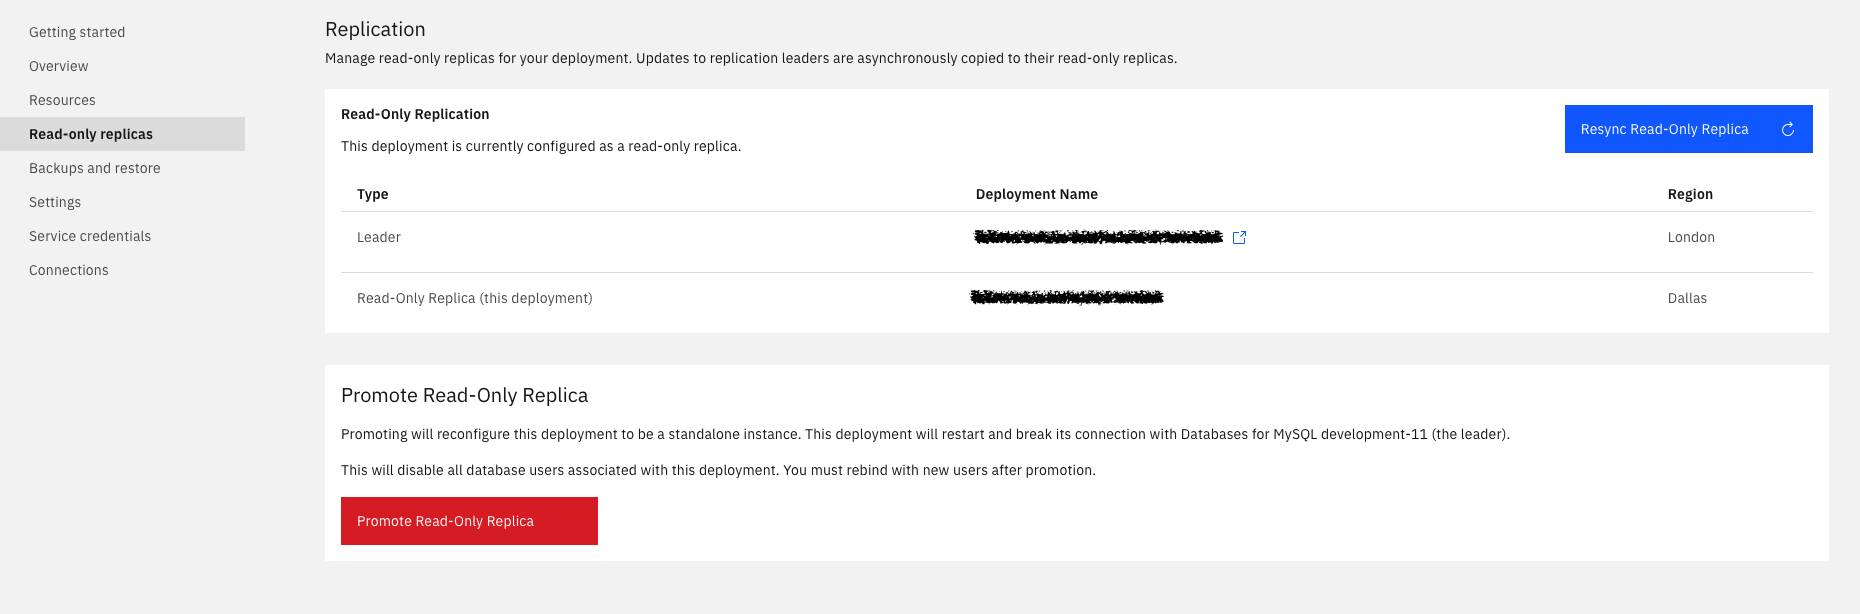 Getting started
Overview
Resources
Read-only replicas
Backups and restore
Settings
Service credentials
Connections
Replication
Manage read-only replicas for your deployment. Updates to replication leaders are asynchronously copied to their read-only replicas.
Read-Only Replication
This deployment is currently configured as a read-only replica.
Resync Read-Only Replica
Type Deployment Name Region
Leader London
Read-Only Replica (this deployment) Dallas
Promote Read-Only Replica
Promoting will reconfigure this deployment to be a standalone instance. This deployment will restart and break its connection with Databases for MySQL development-11 (the leader).
This will disable all database users associated with this deployment. You must rebind with new users after promotion.
Promote Read-Only Replica